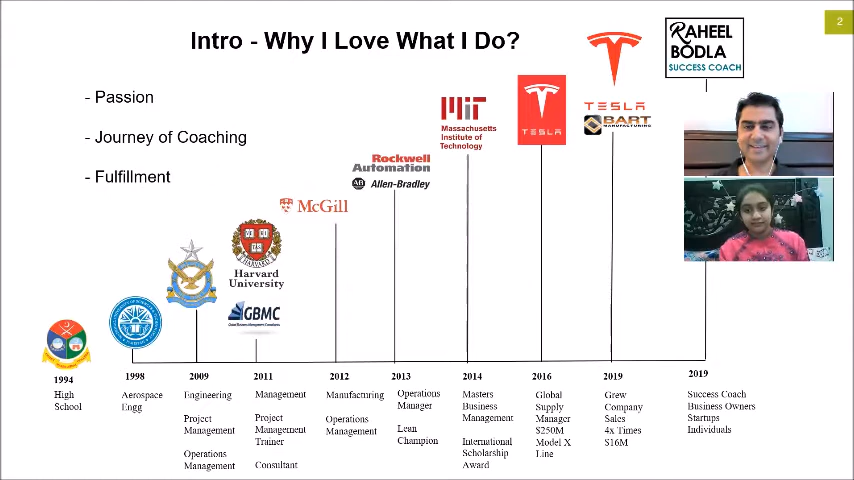 2
Intro - Why I Love What I Do?
- Passion
- Journey of Coaching
- Fulfillment
RAHEEL
BODLA
SUCCESS COACH
TESLA
BART
MANUFACTURING
TESLA
MiT
Massachusetts
Institute of
Technology
Rockwell
Automation
AB Allen-Bradley
McGill
HARVARD
Harvard
University
GBMC
1994
High
School
1998
Aerospace
Engg
2009
Engineering
Project
Management
Operations
Management
2011
Management
Project
Management
Trainer
Consultant
2012
Manufacturing
Operations
Management
2013
Operations
Manager
Lean
Champion
2014
Masters
Business
Management
International
Scholarship
Award
2016
Global
Supply
Manager
$250M
Model X
Line
2019
Grew
Company
Sales
4x Times
$16M
2019
Success Coach
Business Owners
Startups
Individuals